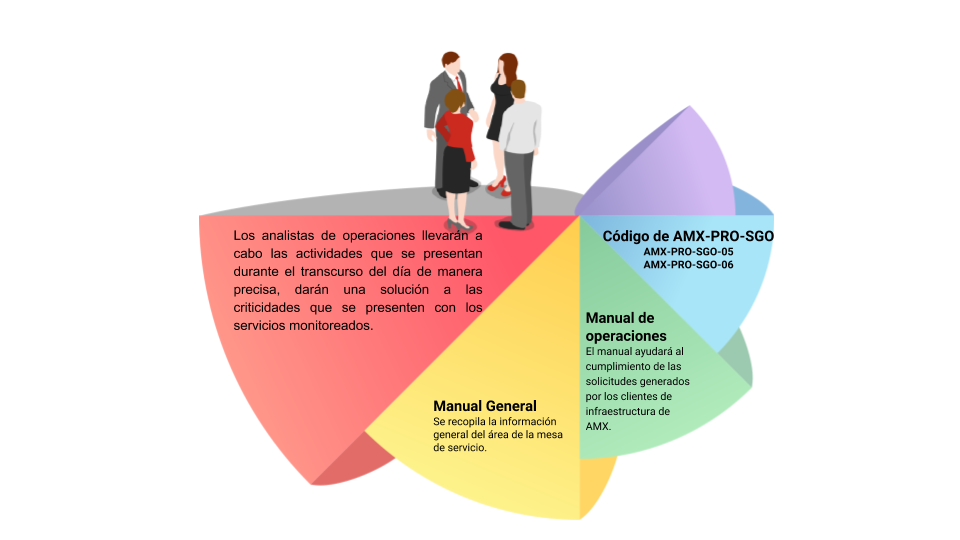 Los analistas de operaciones llevarán a
cabo las actividades que se presentan
durante el transcurso del día de manera
precisa, darán una solución a las
criticidades que se presenten con los
servicios monitoreados.
Código de AMX-PRO-SGO
AMX-PRO-SGO-05
AMX-PRO-SGO-06
Manual de
operaciones
El manual ayudará al
cumplimiento de las
solicitudes generados
por los clientes de
infraestructura de
AMX.
Manual General
Se recopila la información
general del área de la mesa
de servicio.